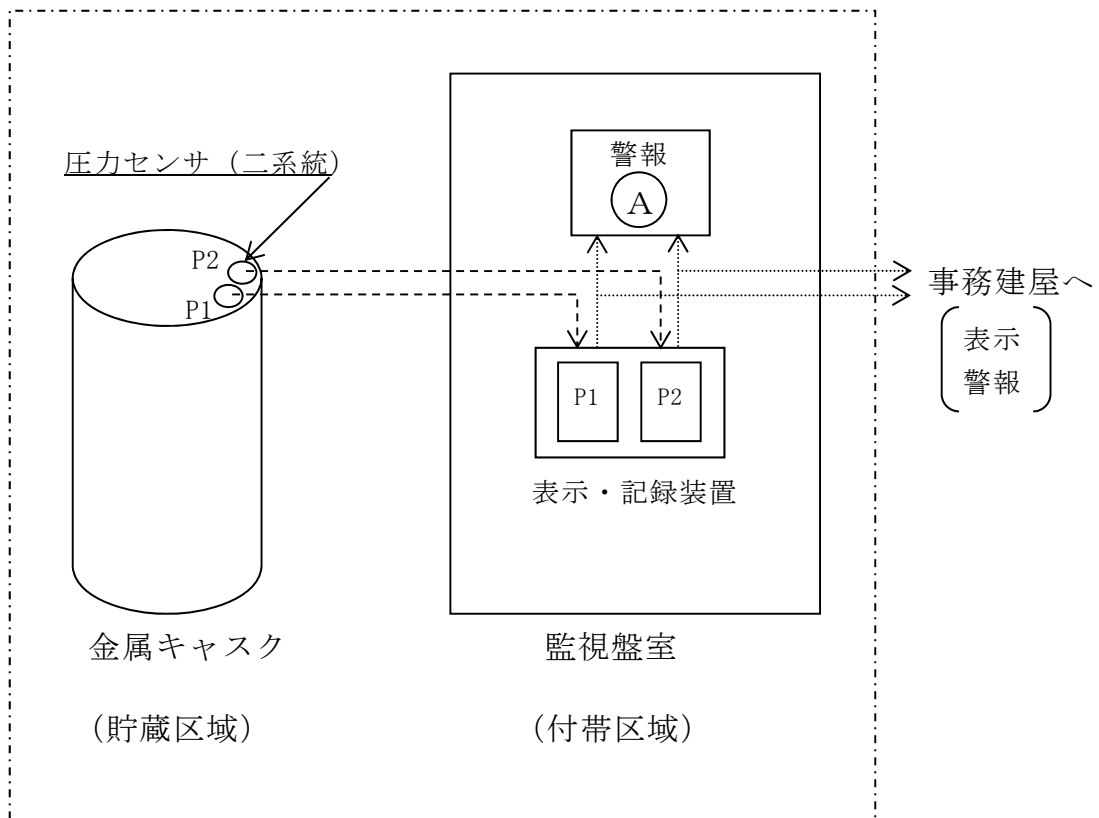 警報
A
圧力センサ（二系統）
P2
P1
事務建屋へ
表示
警報
P1
P2
表示・記録装置
金属キャスク
監視盤室
（貯蔵区域）
（付帯区域）